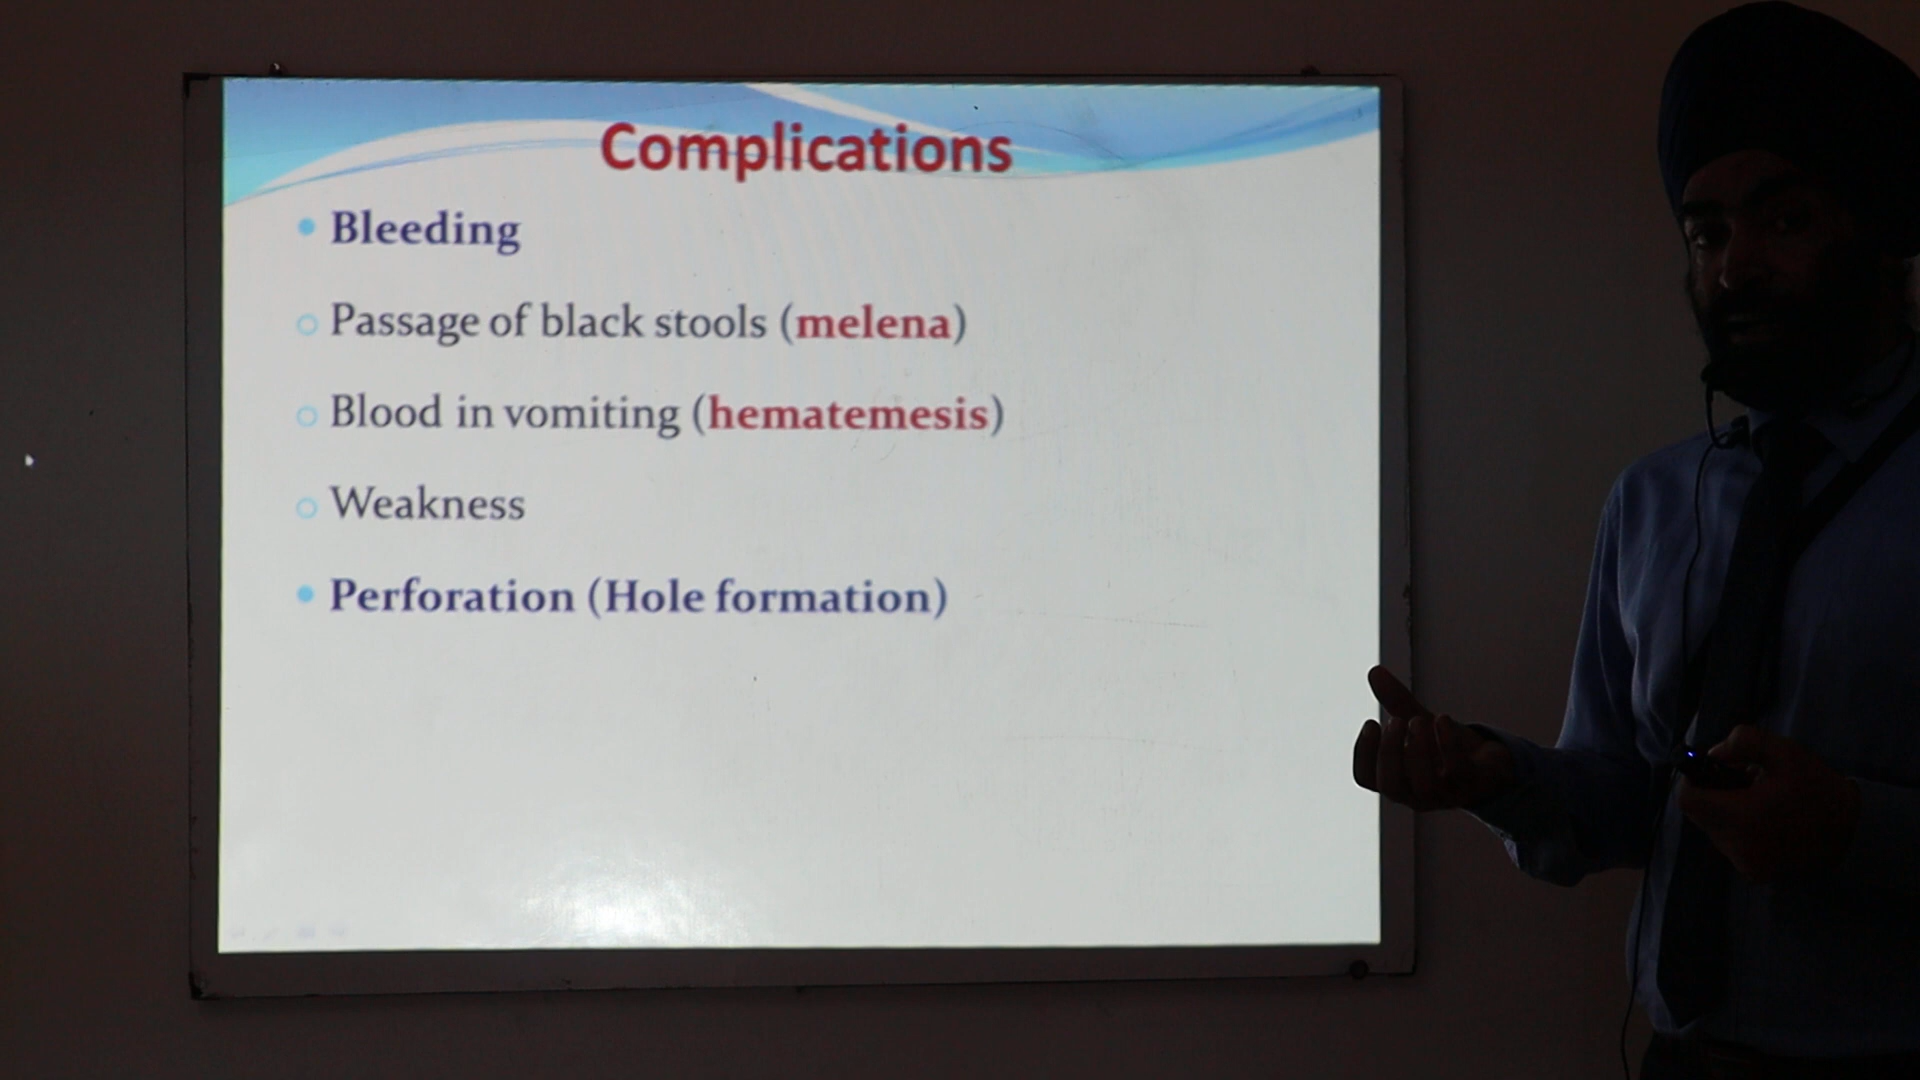 Complications
Bleeding
Passage of black stools (melena)
Blood in vomiting (hematemesis)
Weakness
Perforation (Hole formation)